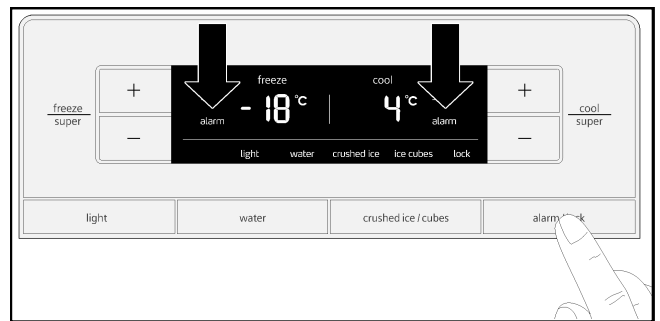 freeze
super
+
−
freeze
cool
alarm
- 18 °C
4 °C
alarm
light water crushed ice ice cubes lock
+
−
cool
super
light
water
crushed ice / cubes